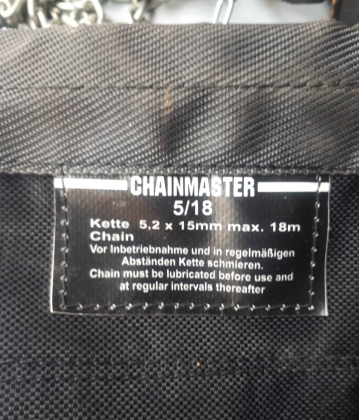 CHAINMASTER
5/18
Kette 5,2 x 15mm max. 18m
Chain
Vor Inbetriebnahme und in regelmäßigen
Abständen Kette schmieren.
Chain must be lubricated before use and
at regular intervals thereafter